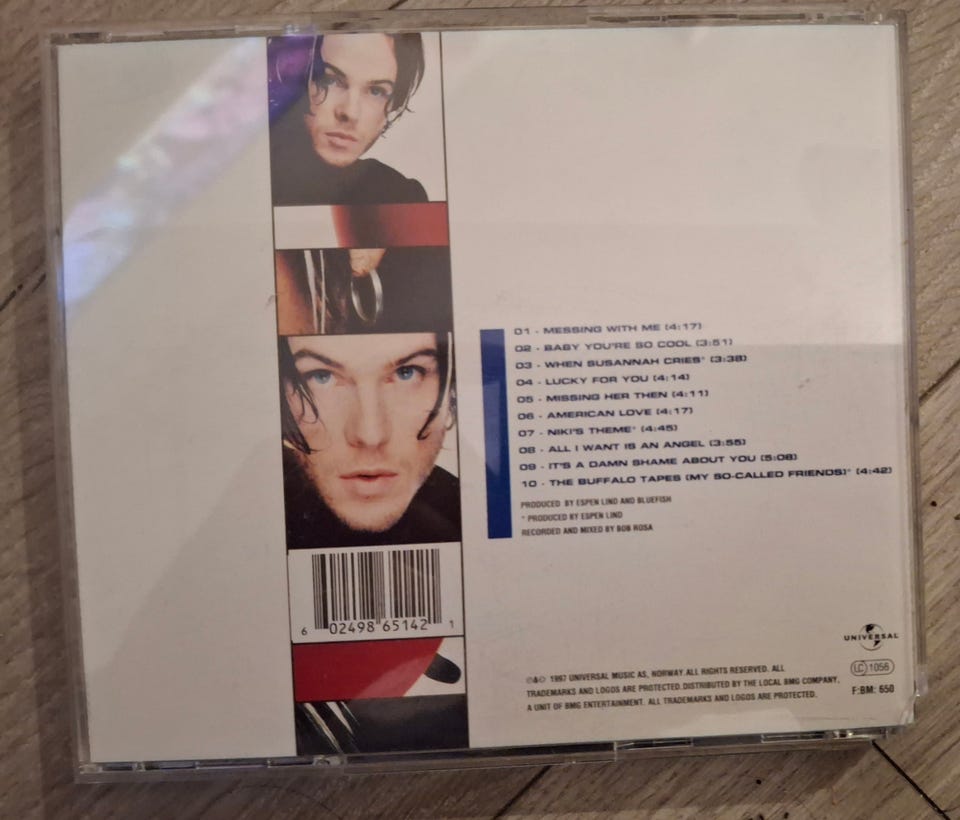 01 - MESSING WITH ME (4:17)
02 - BABY YOU'RE SO COOL (3:51)
03 - WHEN SUSANNAH CRIES* (3:38)
04 - LUCKY FOR YOU (4:14)
05 - MISSING HER THEN (4:11)
06 - AMERICAN LOVE (4:17)
07 - NIKI'S THEME* (4:45)
08 - ALL I WANT IS AN ANGEL (3:55)
09 - IT'S A DAMN SHAME ABOUT YOU (5:08)
10 - THE BUFFALO TAPES (MY SO-CALLED FRIENDS)* (4:42)
PRODUCED BY ESPEN LIND AND BLUEFISH
* PRODUCED BY ESPEN LIND
RECORDED AND MIXED BY BOB ROSA
6 02498 65142 1
UNIVERSAL
LC 1056
F:BM: 650
℗&© 1997 UNIVERSAL MUSIC AS, NORWAY. ALL RIGHTS RESERVED. ALL
TRADEMARKS AND LOGOS ARE PROTECTED. DISTRIBUTED BY THE LOCAL BMG COMPANY,
A UNIT OF BMG ENTERTAINMENT. ALL TRADEMARKS AND LOGOS ARE PROTECTED.